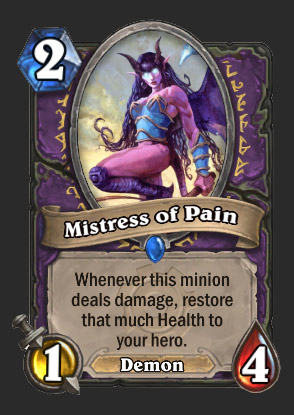 2
Mistress of Pain
Whenever this minion
deals damage, restore
that much Health to
your hero.
1
Demon
4